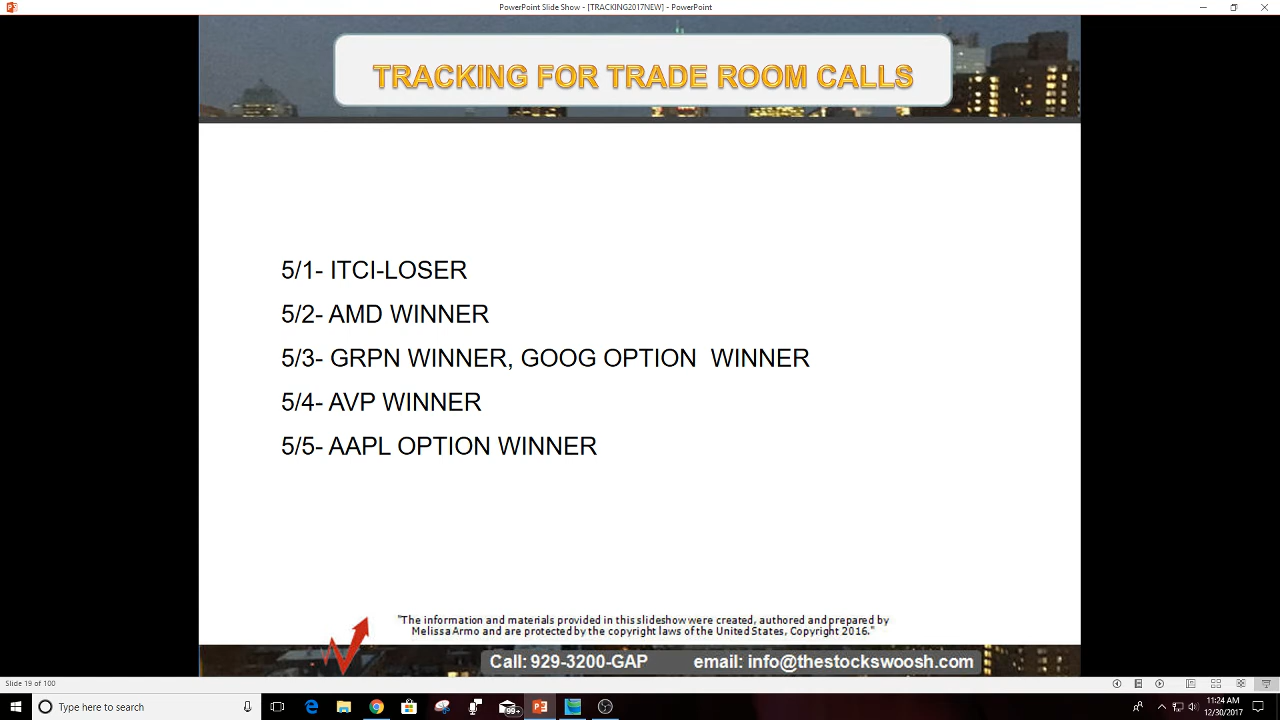 PowerPoint Slide Show - [TRACKING2017NEW] - PowerPoint
TRACKING FOR TRADE ROOM CALLS
5/1- ITCI-LOSER
5/2- AMD WINNER
5/3- GRPN WINNER, GOOG OPTION  WINNER
5/4- AVP WINNER
5/5- AAPL OPTION WINNER
"The information and materials provided in this slideshow were created, authored and prepared by
Melissa Armo and are protected by the copyright laws of the United States, Copyright 2016."
Call: 929-3200-GAP email: info@thestockswoosh.com
Slide 19 of 100
Type here to search
99+
11:24 AM
12/30/2017